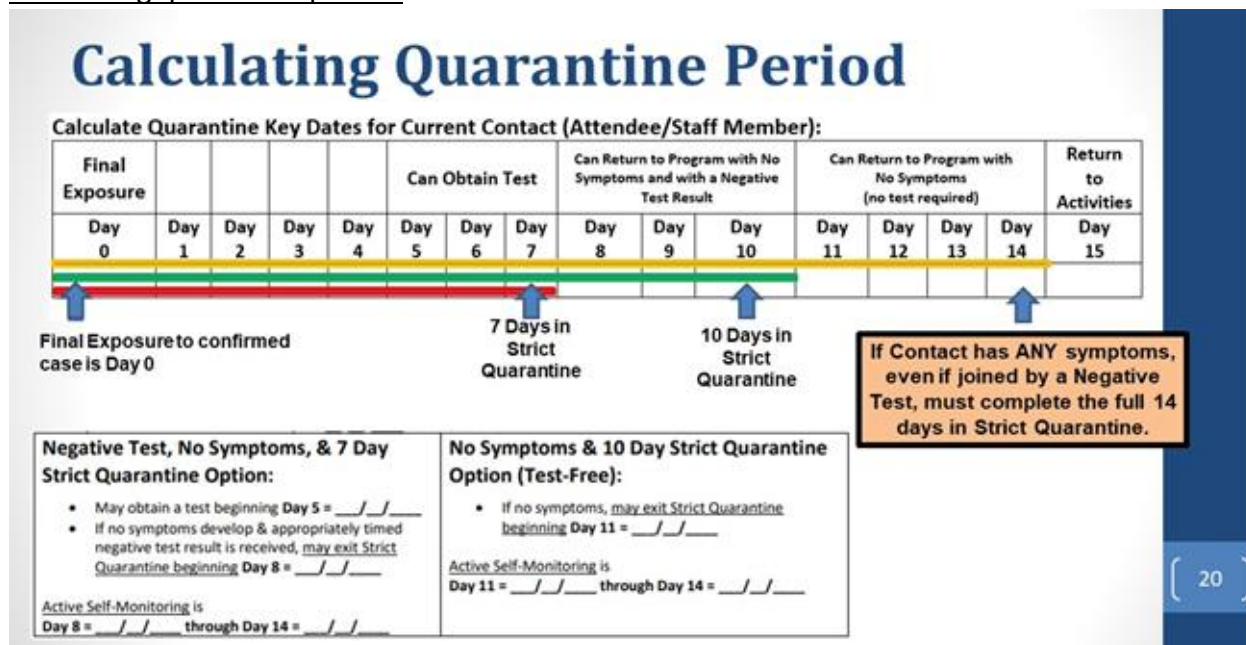 Calculating Quarantine Period
Calculate Quarantine Key Dates for Current Contact (Attendee/Staff Member):
Final
Exposure
Can Obtain Test
Can Return to Program with No
Symptoms and with a Negative
Test Result
Can Return to Program with
No Symptoms
(no test required)
Return
to
Activities
Day
0
Day
1
Day
2
Day
3
Day
4
Day
5
Day
6
Day
7
Day
8
Day
9
Day
10
Day
11
Day
12
Day
13
Day
14
Day
15
Final Exposure to confirmed
case is Day 0
7 Days in
Strict
Quarantine
10 Days in
Strict
Quarantine
If Contact has ANY symptoms,
even if joined by a Negative
Test, must complete the full 14
days in Strict Quarantine.
Negative Test, No Symptoms, & 7 Day
Strict Quarantine Option:
• May obtain a test beginning Day 5 = ___/__/____
• If no symptoms develop & appropriately timed
negative test result is received, may exit Strict
Quarantine beginning Day 8 = ___/__/____
Active Self-Monitoring is
Day 8 = ___/__/____ through Day 14 = ___/__/____
No Symptoms & 10 Day Strict Quarantine
Option (Test-Free):
• If no symptoms, may exit Strict Quarantine
beginning Day 11 = ___/__/____
Active Self-Monitoring is
Day 11 = ___/__/____ through Day 14 = ___/__/____
20